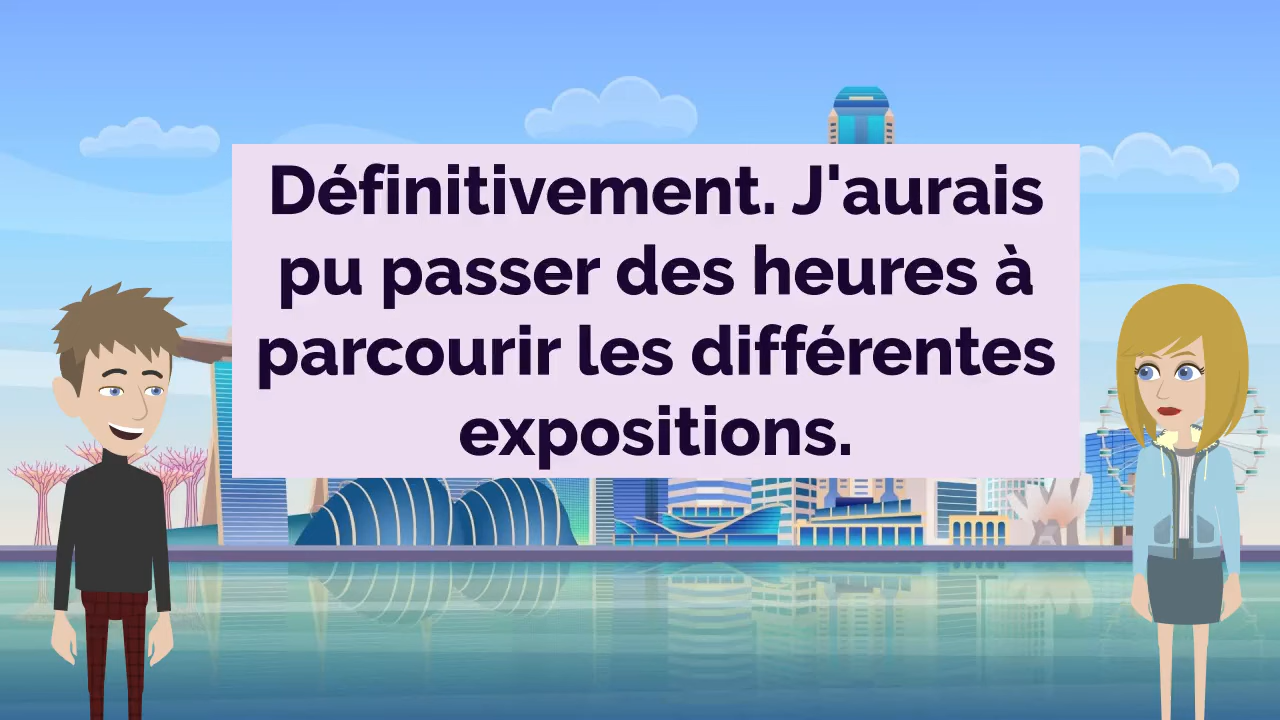 Définitivement. J'aurais
pu passer des heures à
parcourir les différentes
expositions.